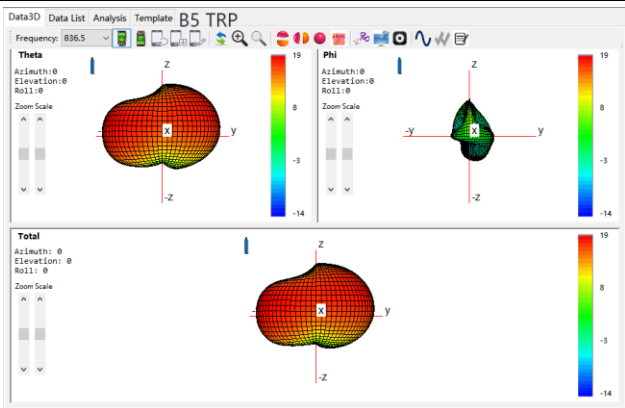 Data3D Data List Analysis Template B5 TRP
Frequency: 836.5
Theta
Azimuth:0
Elevation:0
Roll:0
Zoom Scale
Z
y
X
-Z
19
8
-3
-14
Phi
Azimuth:0
Elevation:0
Roll:0
Zoom Scale
Z
-y
y
X
-Z
19
8
-3
-14
Total
Azimuth: 0
Elevation: 0
Roll: 0
Zoom Scale
Z
y
X
-Z
19
8
-3
-14